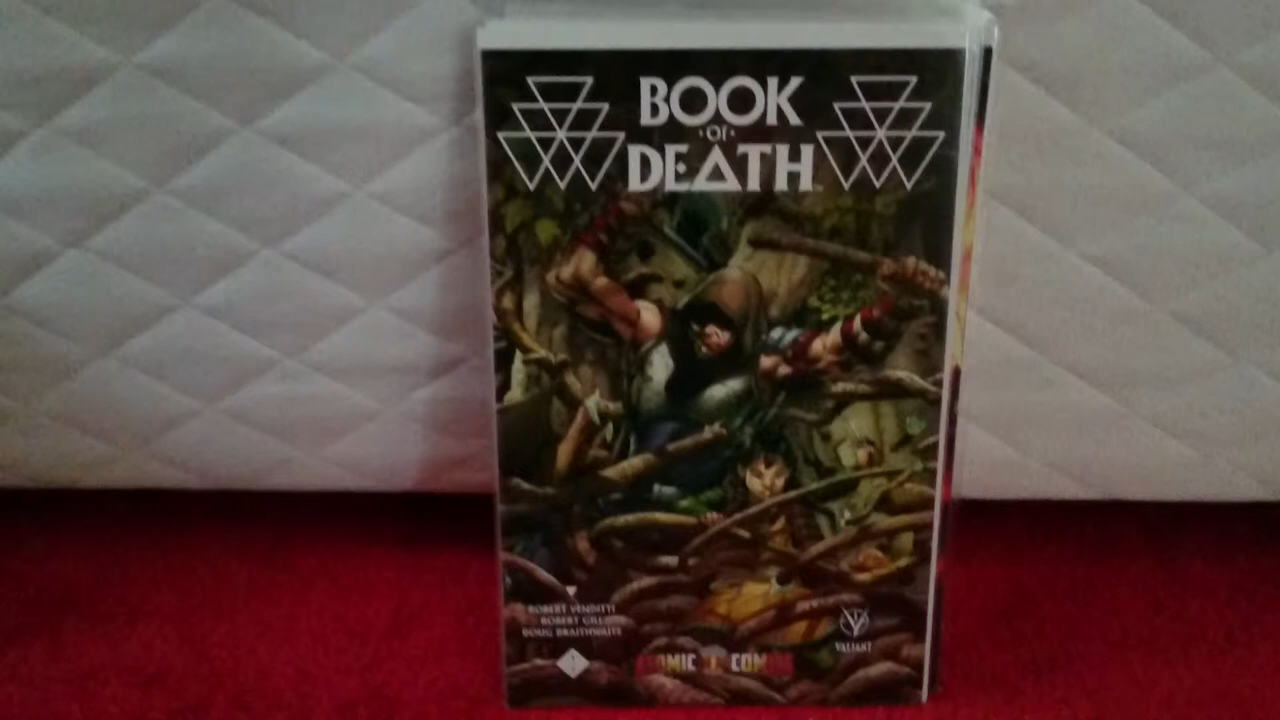 BOOK
·OF·
DEATH
ROBERT VENDITTI
ROBERT GILL
DOUG BRAITHWAITE
VALIANT